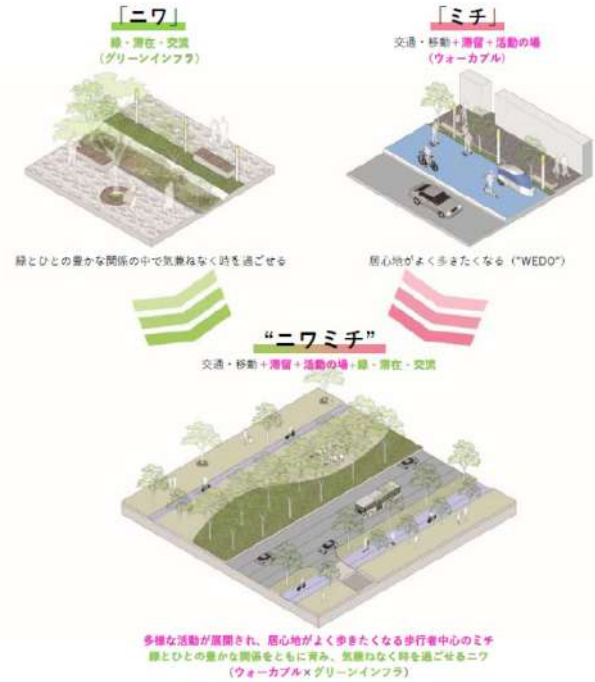 「ニワ」
緑・滞在・交流
(グリーンインフラ)
緑とひとの豊かな関係の中で気兼ねなく時を過ごせる
「ミチ」
交通・移動+滞留+活動の場
(ウォーカブル)
居心地がよく歩きたくなる ("WEDO")
“ニワミチ”
交通・移動+滞留+活動の場+緑・滞在・交流
多様な活動が展開され、居心地がよく歩きたくなる歩行者中心のミチ
緑とひとの豊かな関係をともに育み、気兼ねなく時を過ごせるニワ
(ウォーカブル×グリーンインフラ)